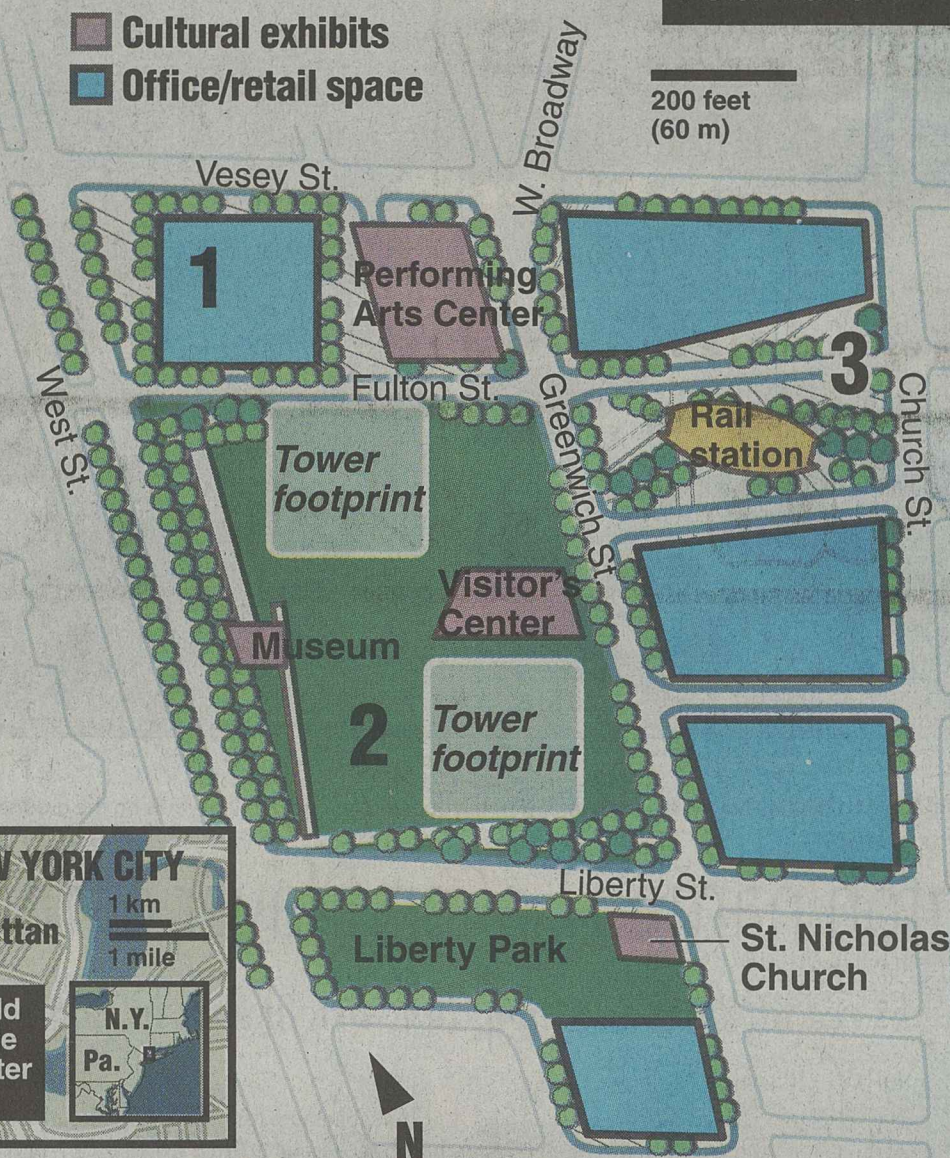 Cultural exhibits
Office/retail space
W. Broadway
200 feet
(60 m)
Vesey St.
1
Performing
Arts Center
3
West St.
Fulton St.
Greenwich St.
Church St.
Rail
station
Tower
footprint
Visitor's
Center
Museum
2
Tower
footprint
YORK CITY
1 km
1 mile
Liberty St.
Liberty Park
St. Nicholas
Church
N.Y.
Pa.
N